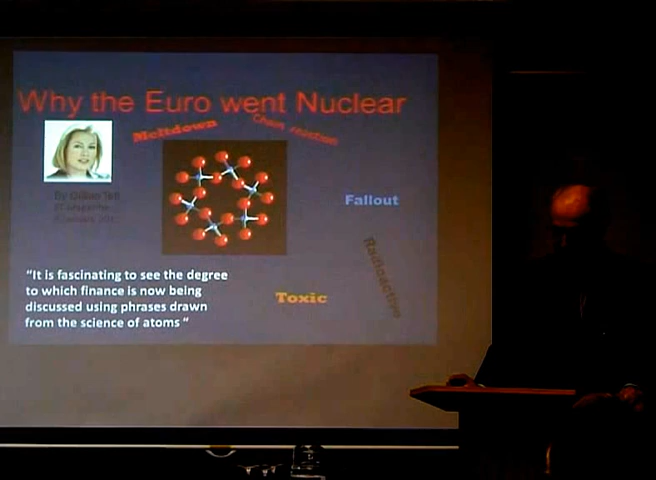 Why the Euro went Nuclear
Meltdown
Chain reaction
By Gillian Tett
Fallout
Radioactive
"It is fascinating to see the degree
to which finance is now being
discussed using phrases drawn
from the science of atoms "
Toxic